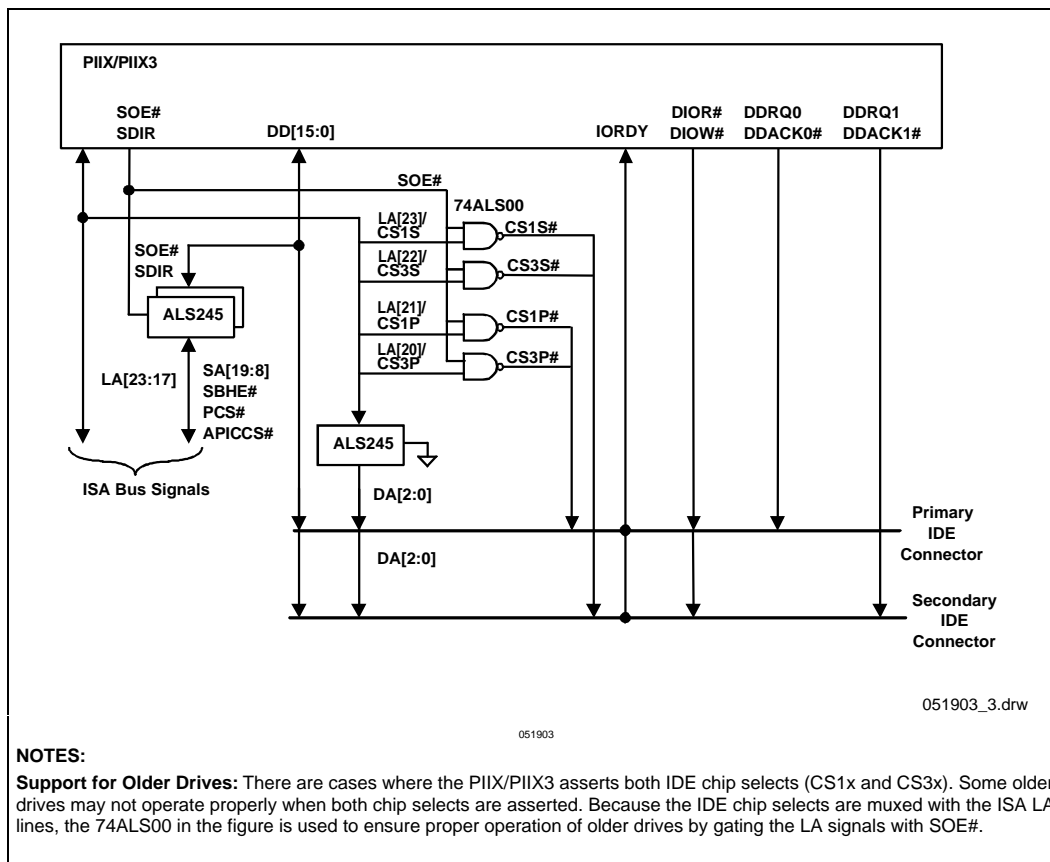 PIIX/PIIX3
SOE#
SDIR
DD[15:0]
IORDY
DIOR#
DIOW#
DDRQ0
DDACK0#
DDRQ1
DDACK1#
SOE#
74ALS00
LA[23]/
CS1S
CS1S#
LA[22]/
CS3S
CS3S#
SOE#
SDIR
ALS245
LA[21]/
CS1P
CS1P#
LA[20]/
CS3P
CS3P#
LA[23:17]
SA[19:8]
SBHE#
PCS#
APICCS#
ALS245
ISA Bus Signals
DA[2:0]
Primary
IDE
Connector
DA[2:0]
Secondary
IDE
Connector
051903_3.drw
051903
NOTES:
Support for Older Drives: There are cases where the PIIX/PIIX3 asserts both IDE chip selects (CS1x and CS3x). Some older
drives may not operate properly when both chip selects are asserted. Because the IDE chip selects are muxed with the ISA LA
lines, the 74ALS00 in the figure is used to ensure proper operation of older drives by gating the LA signals with SOE#.